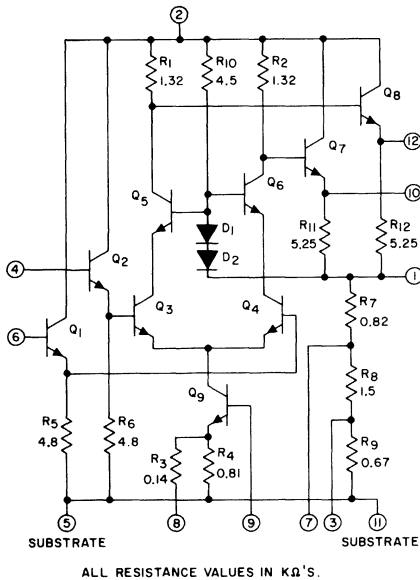 2
R1
1.32
R10
4.5
R2
1.32
Q8
12
Q7
Q6
10
Q5
R11
5.25
R12
5.25
D1
D2
1
4
Q2
R7
0.82
Q3
Q4
6
Q1
R8
1.5
Q9
R5
4.8
R6
4.8
R3
0.14
R4
0.81
R9
0.67
5
8
9
7
3
11
SUBSTRATE
SUBSTRATE
ALL RESISTANCE VALUES IN KΩ'S.